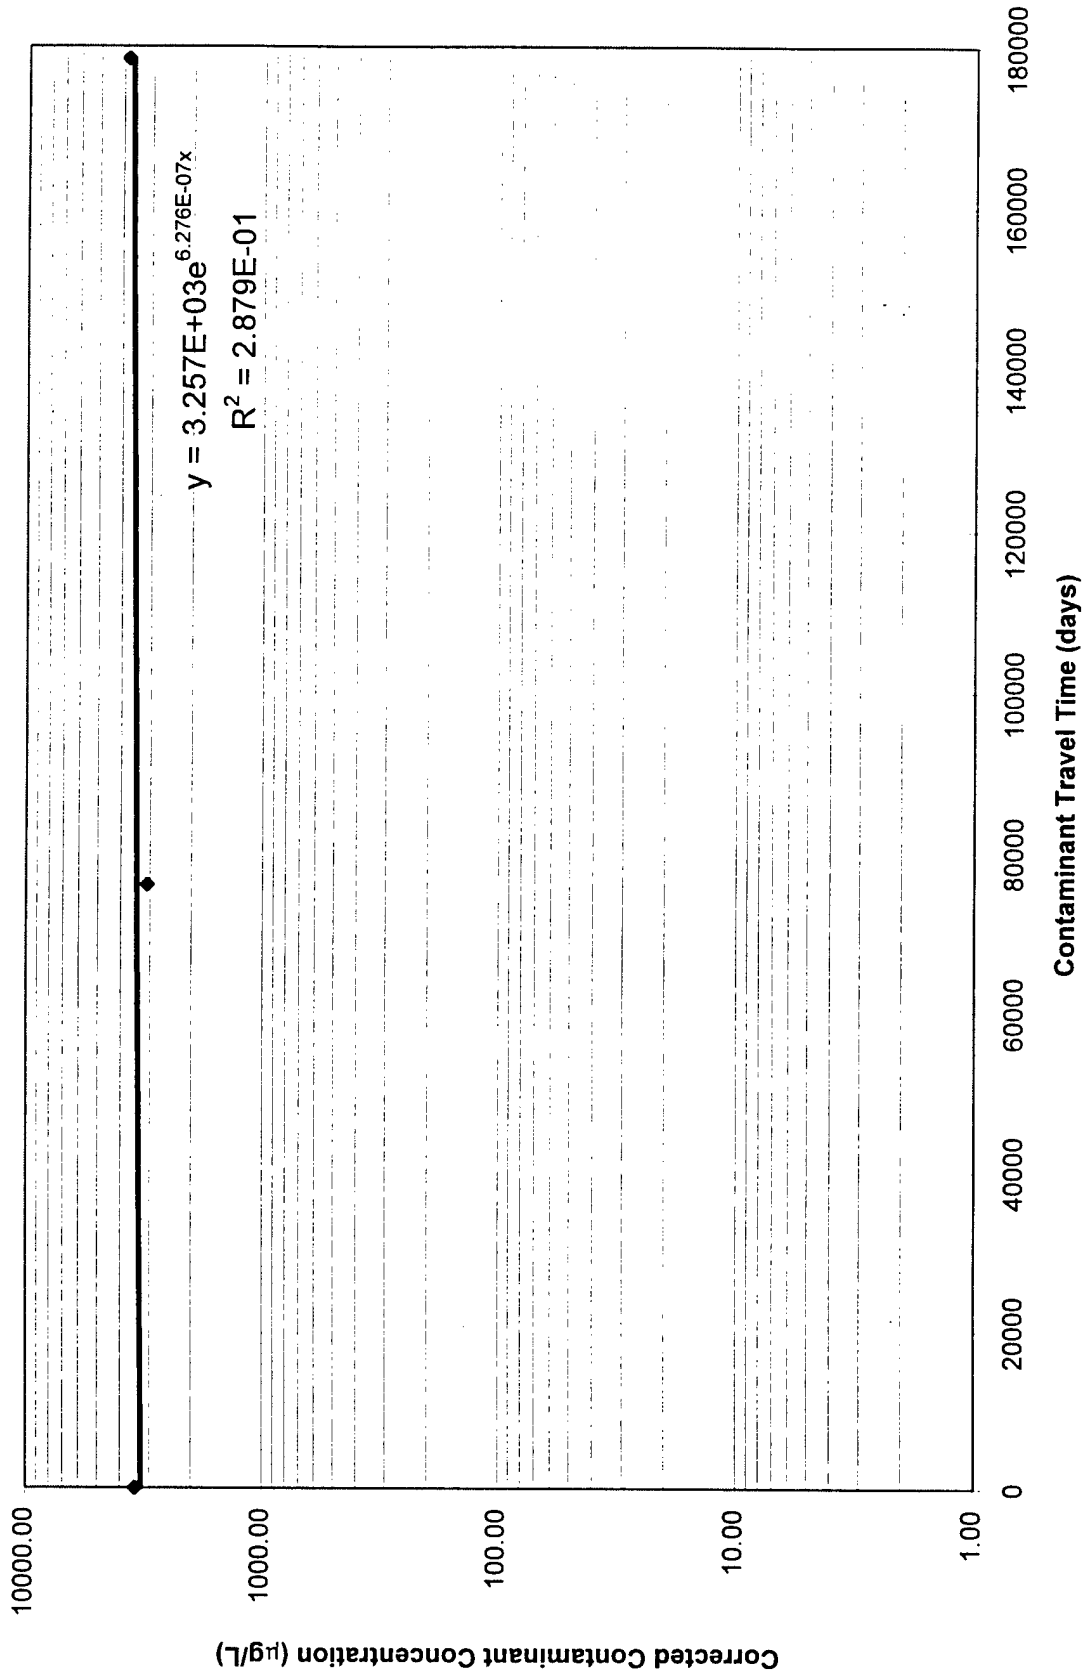 10000.00
1000.00
100.00
10.00
1.00
Corrected Contaminant Concentration (µg/L)
y = 3.257E+03e^6.276E-07x
R² = 2.879E-01
0 20000 40000 60000 80000 100000 120000 140000 160000 180000
Contaminant Travel Time (days)